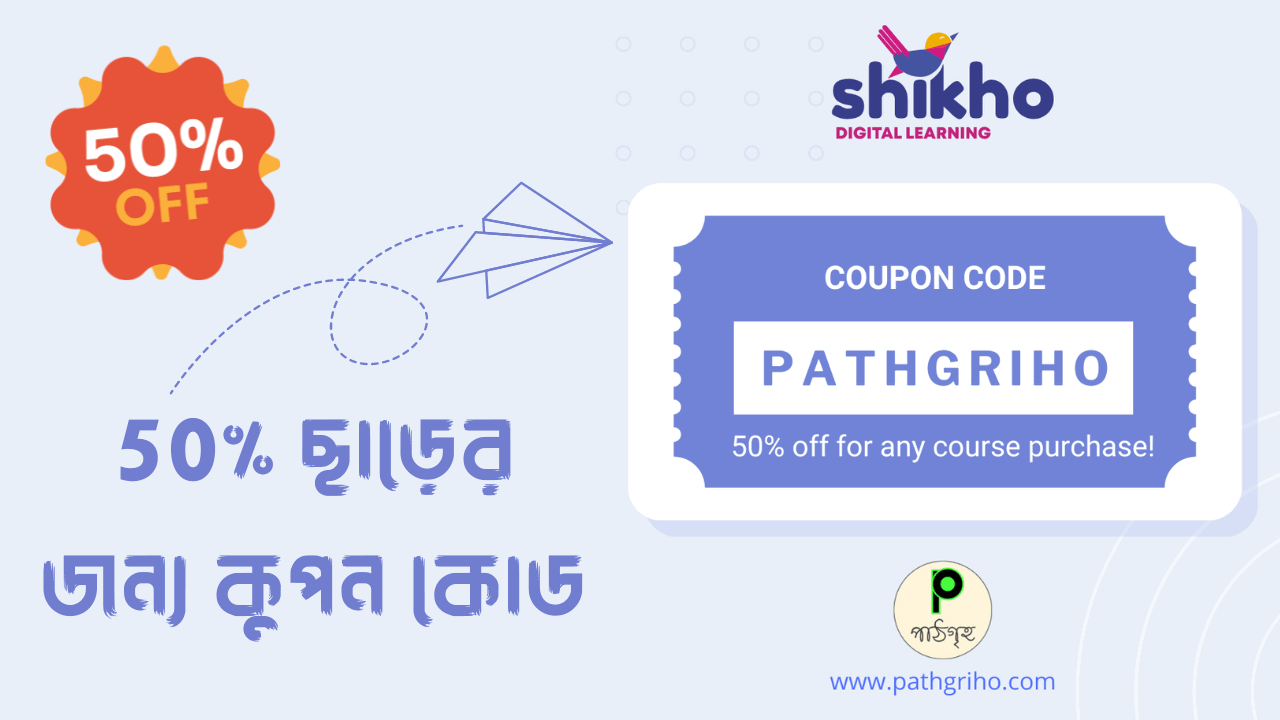 50%
OFF
shikho
DIGITAL LEARNING
COUPON CODE
PATHGRIHO
50% off for any course purchase!
50% ছাড়ের
জন্য কুপন কোড
P
পাঠগৃহ
www.pathgriho.com